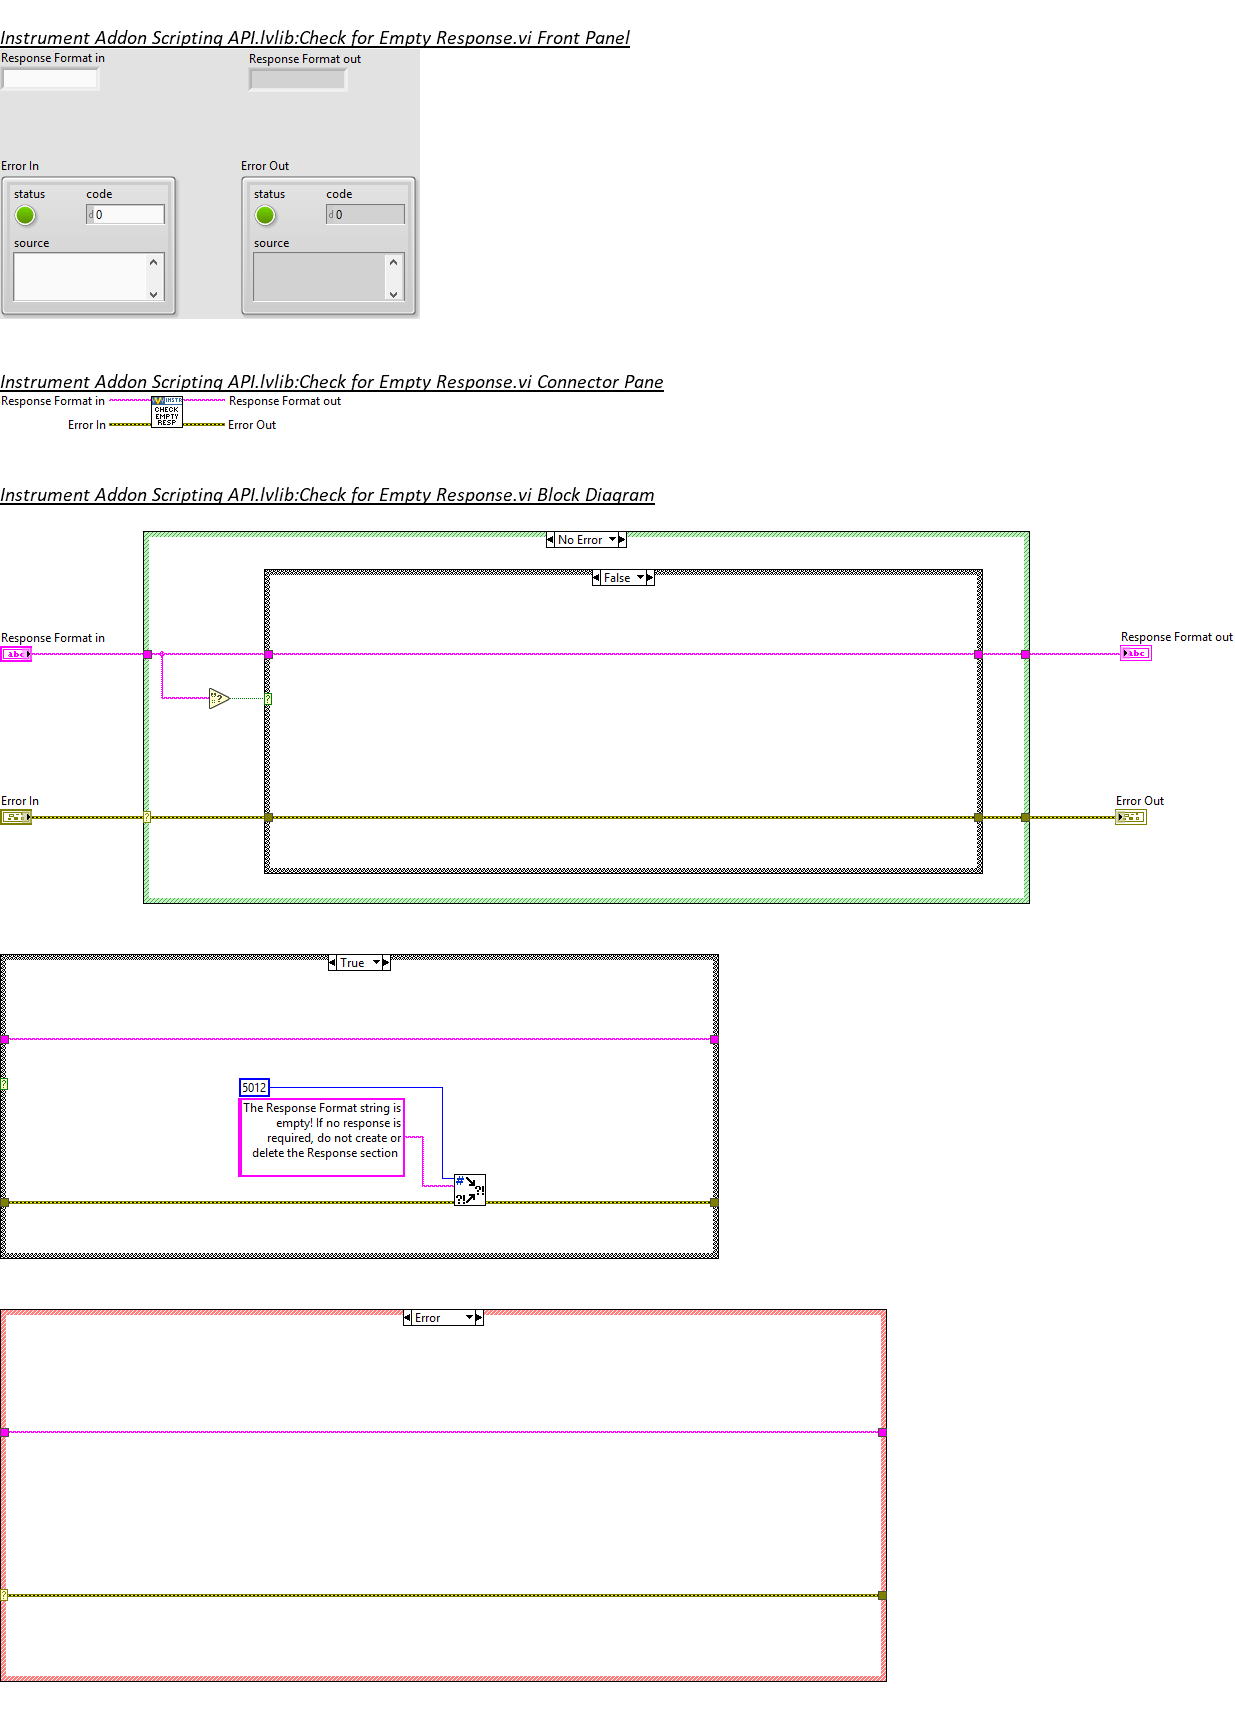 Instrument Addon Scripting API.lvlib:Check for Empty Response.vi Front Panel
Response Format in
Response Format out
Error In
Error Out
status
code
status
code
d 0
d 0
source
source
Instrument Addon Scripting API.lvlib:Check for Empty Response.vi Connector Pane
Response Format in
INSTR
CHECK
EMPTY
RESP
Response Format out
Error In
Error Out
Instrument Addon Scripting API.lvlib:Check for Empty Response.vi Block Diagram
No Error
False
Response Format in
abc
Response Format out
abc
?
?
Error In
?
Error Out
True
?
5012
The Response Format string is
empty! If no response is
required, do not create or
delete the Response section
#
?!
?!
Error
?